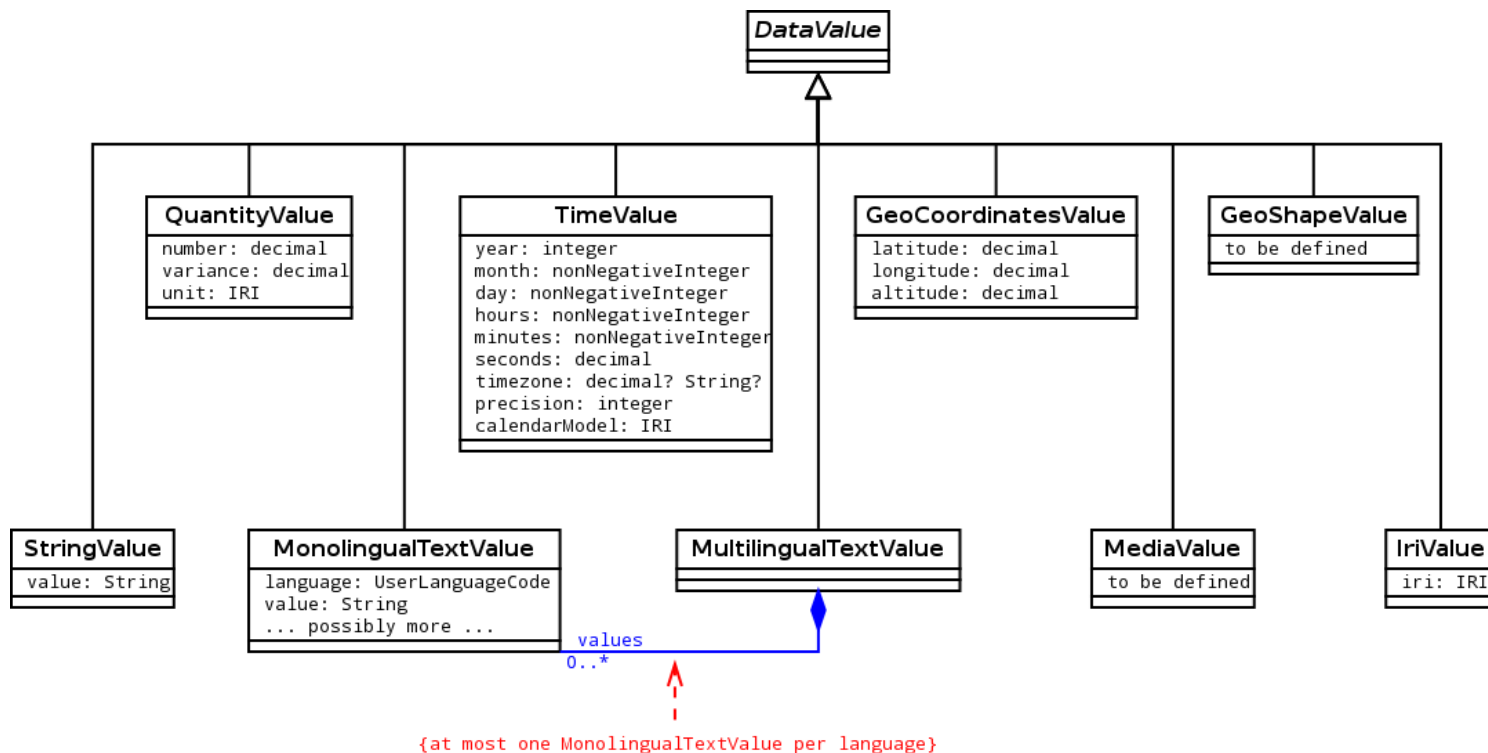 DataValue
QuantityValue
number: decimal
variance: decimal
unit: IRI
TimeValue
year: integer
month: nonNegativeInteger
day: nonNegativeInteger
hours: nonNegativeInteger
minutes: nonNegativeInteger
seconds: decimal
timezone: decimal? String?
precision: integer
calendarModel: IRI
GeoCoordinatesValue
latitude: decimal
longitude: decimal
altitude: decimal
GeoShapeValue
to be defined
StringValue
value: String
MonolingualTextValue
language: UserLanguageCode
value: String
... possibly more ...
MultilingualTextValue
values
0..*
MediaValue
to be defined
IriValue
iri: IRI
{at most one MonolingualTextValue per language}